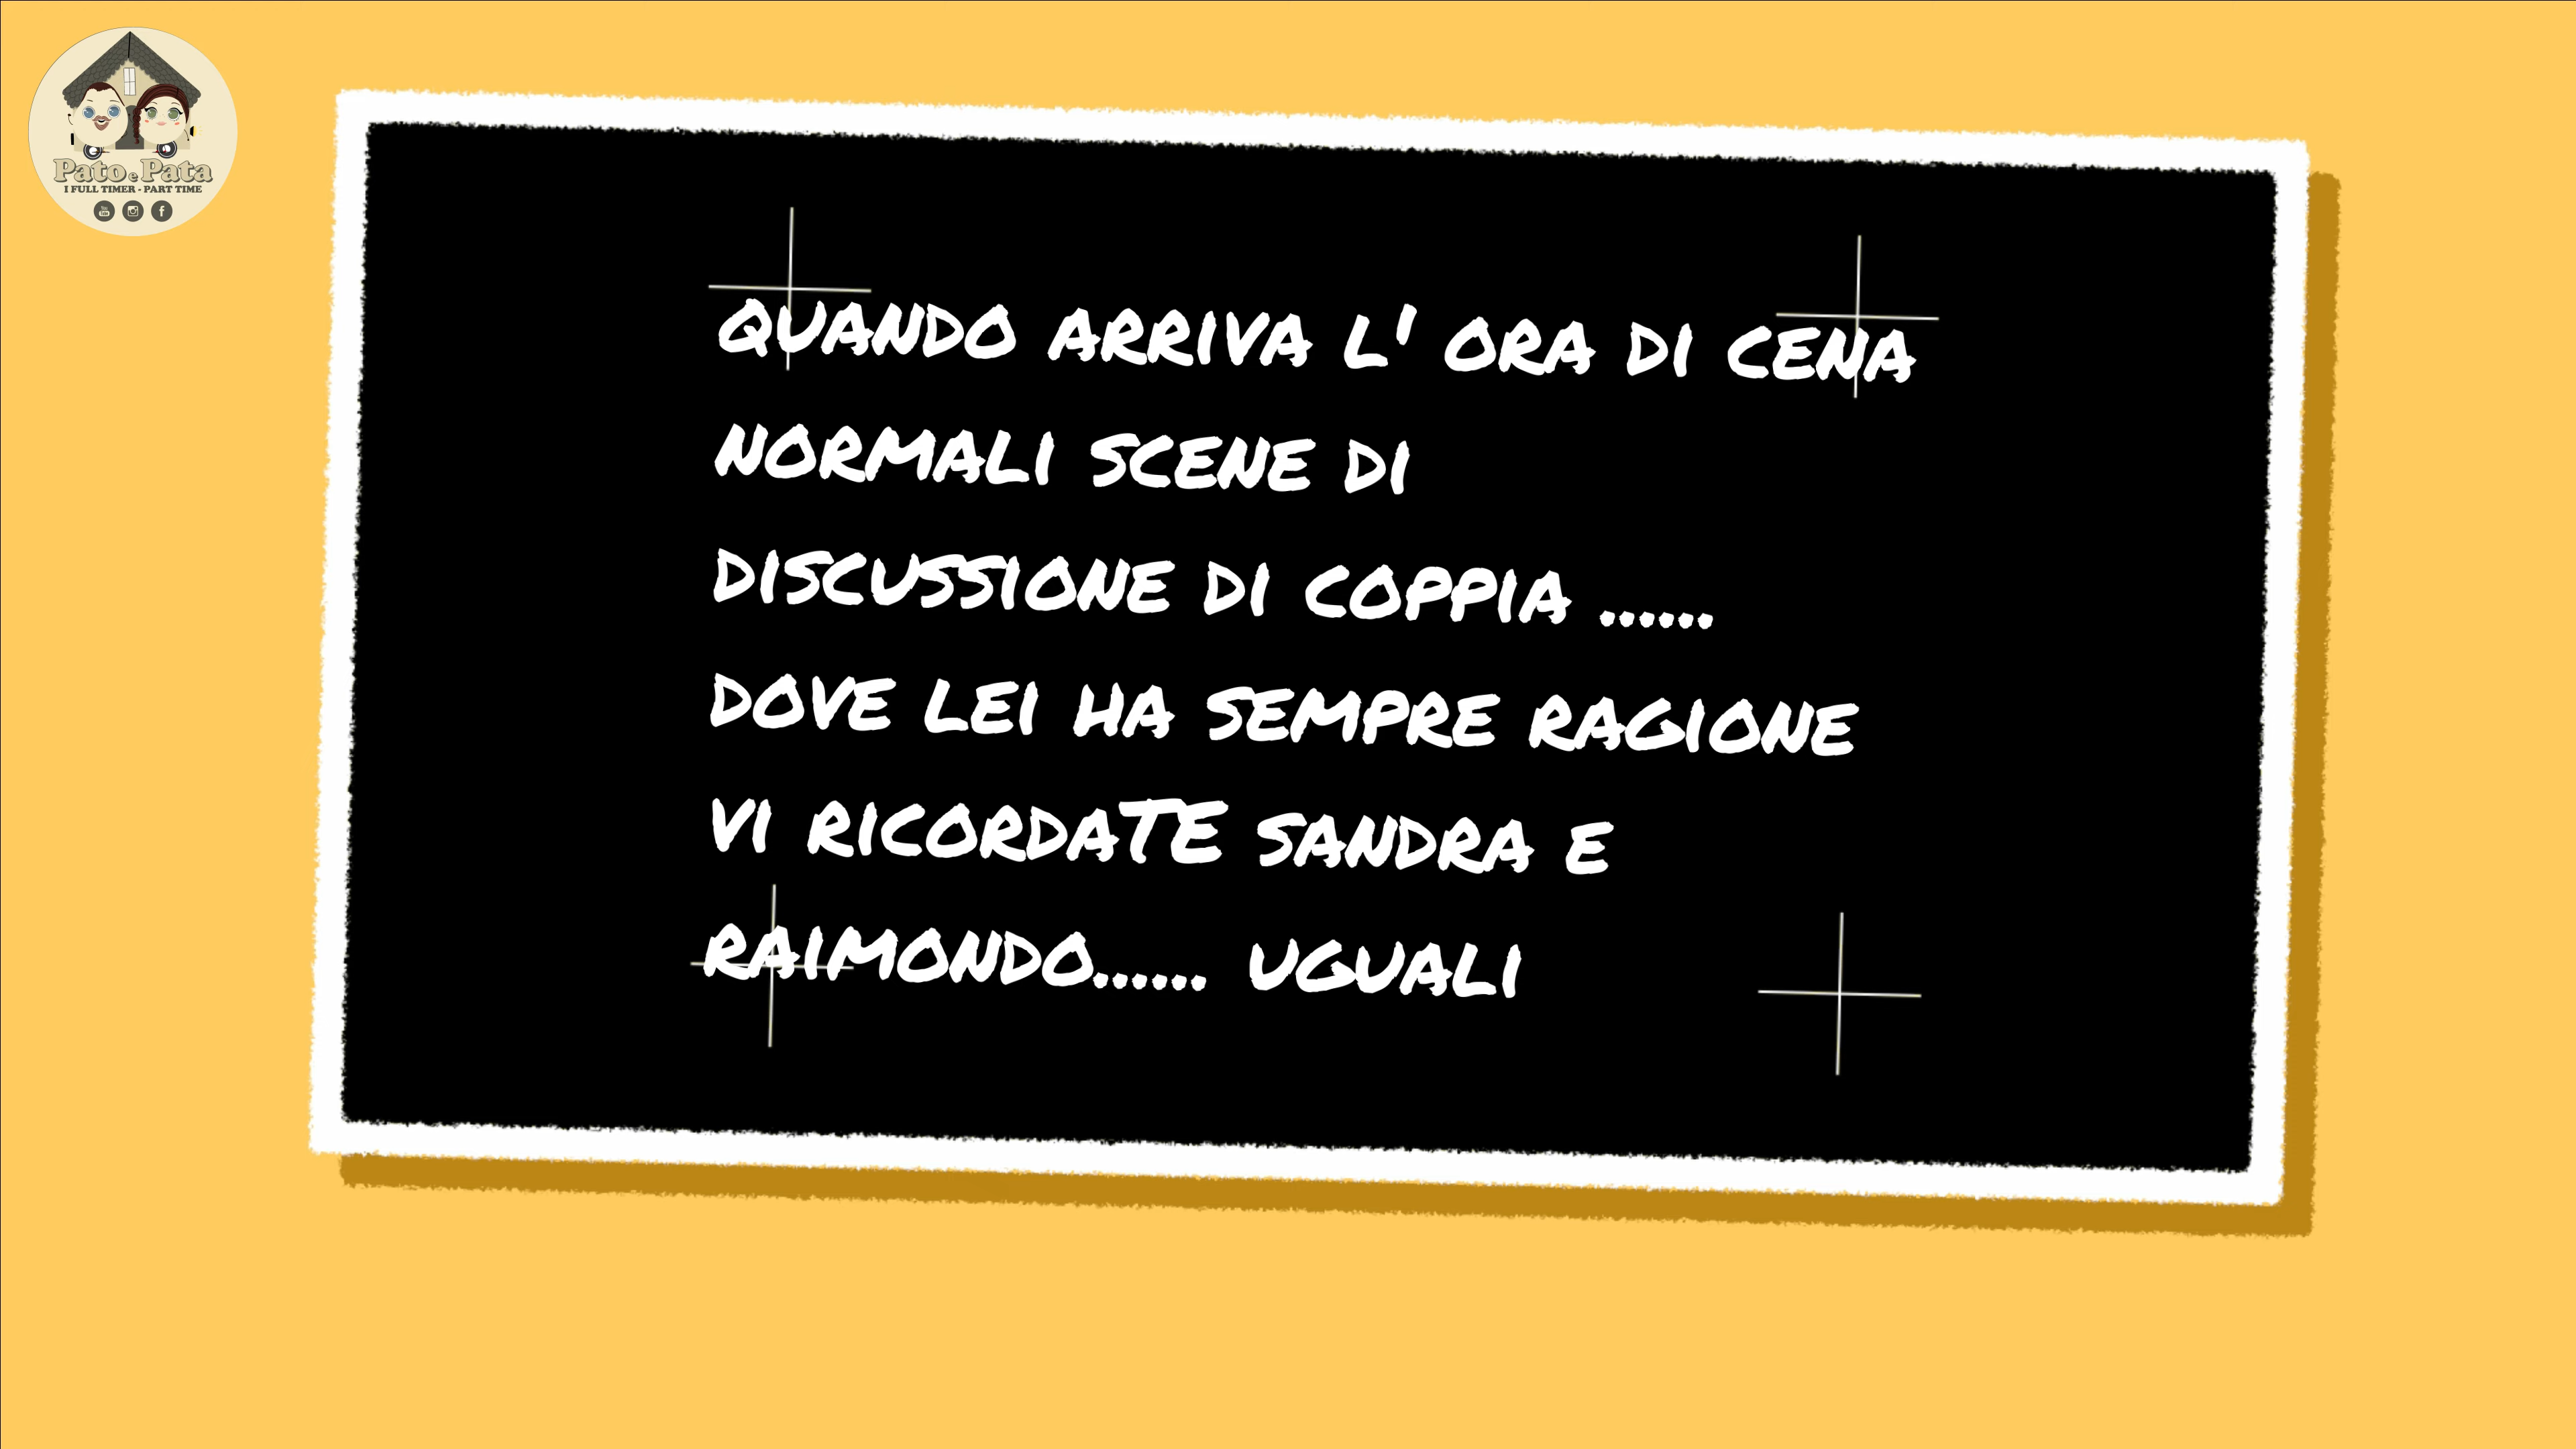 Pato e Pata
I FULL TIMER - PART TIME
QUANDO ARRIVA L' ORA DI CENA
NORMALI SCENE DI
DISCUSSIONE DI COPPIA ......
DOVE LEI HA SEMPRE RAGIONE
VI RICORDATE SANDRA E
RAIMONDO...... UGUALI